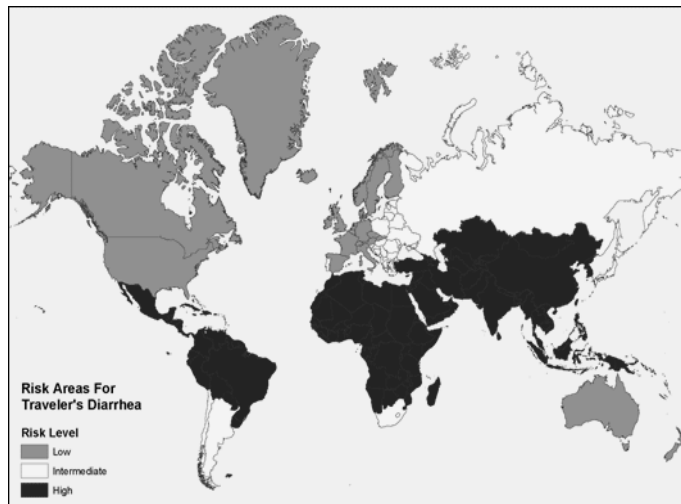 Risk Areas For
Traveler's Diarrhea
Risk Level
Low
Intermediate
High